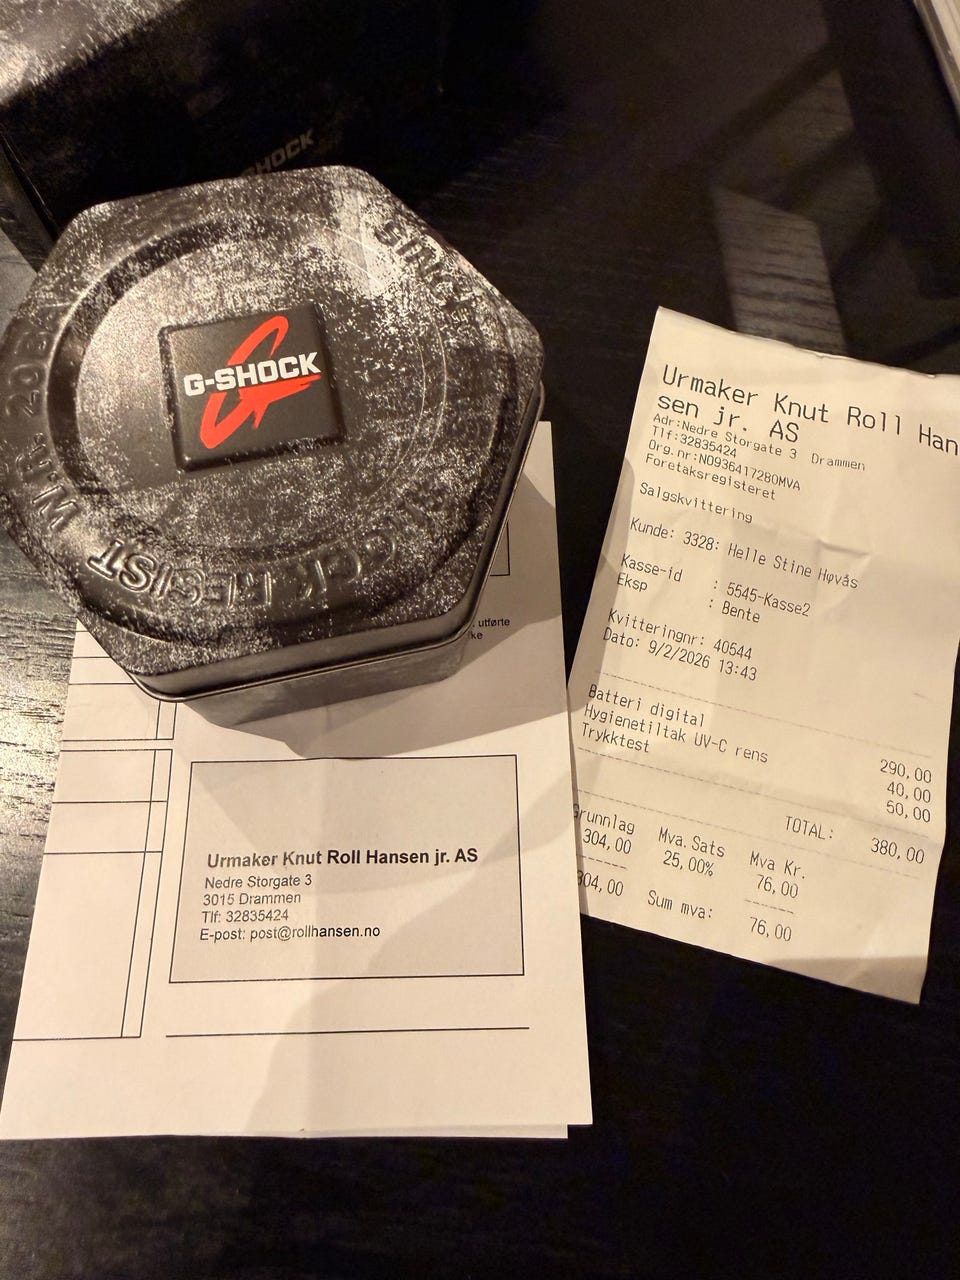 G-SHOCK
G-SHOCK
SINCE
W.H. 20BA
SHOCK RESIST
utførte
Urmaker Knut Roll Hansen jr. AS
Nedre Storgate 3
3015 Drammen
Tlf: 32835424
E-post: post@rollhansen.no
Urmaker Knut Roll Han
sen jr. AS
Adr:Nedre Storgate 3 Drammen
Tlf:32835424
Org.nr:NO936417280MVA
Foretaksregisteret
Salgskvittering
Kunde: 3328: Helle Stine Høvås
Kasse-id : 5545-Kasse2
Eksp : Bente
Kvitteringnr: 40544
Dato: 9/2/2026 13:43
Batteri digital 290,00
Hygienetiltak UV-C rens 40,00
Trykktest 50,00
TOTAL: 380,00
Grunnlag Mva.Sats Mva Kr.
304,00 25,00% 76,00
304,00 Sum mva: 76,00